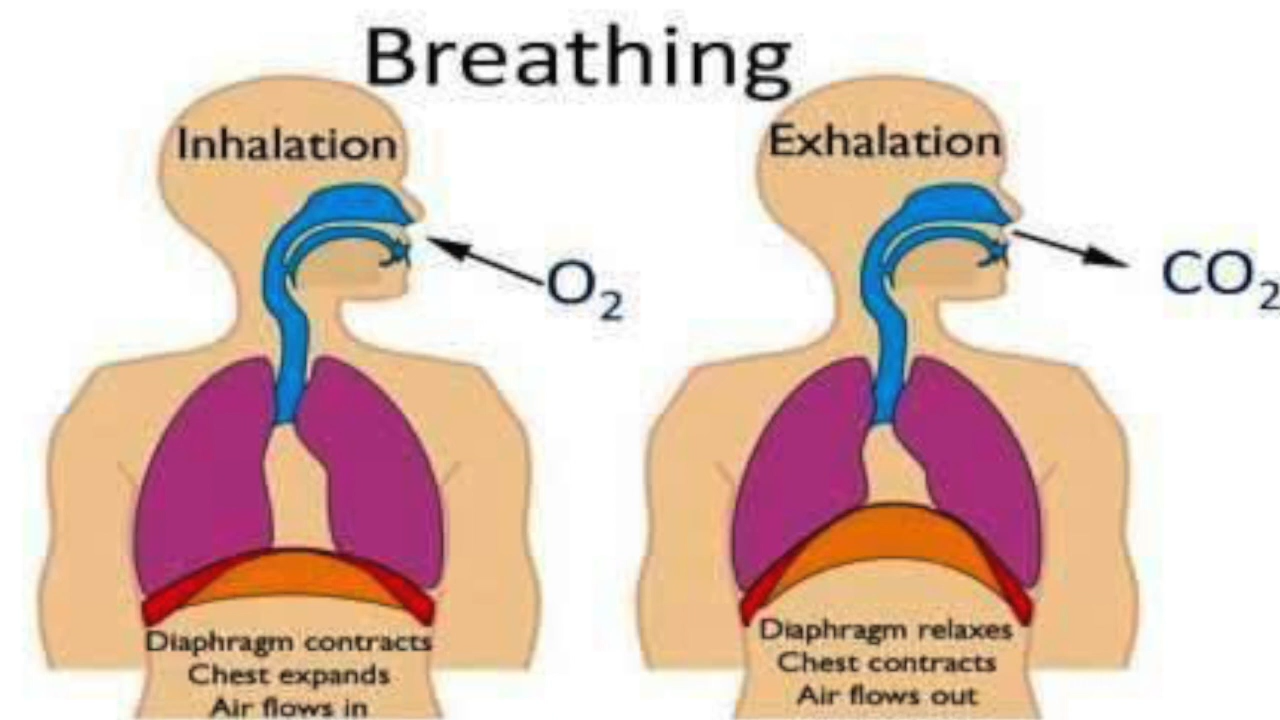 Breathing
Inhalation
O₂
Diaphragm contracts
Chest expands
Air flows in
Exhalation
CO₂
Diaphragm relaxes
Chest contracts
Air flows out